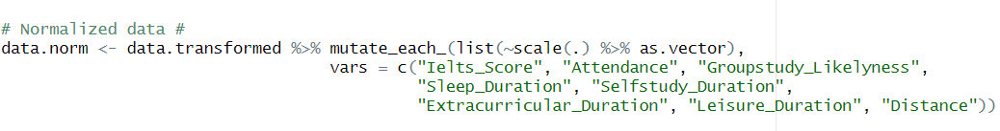 # Normalized data #
data.norm <- data.transformed %>% mutate_each_(list(~scale(.) %>% as.vector),
vars = c("Ielts_Score", "Attendance", "Groupstudy_Likelyness",
"Sleep_Duration", "Selfstudy_Duration",
"Extracurricular_Duration", "Leisure_Duration", "Distance"))